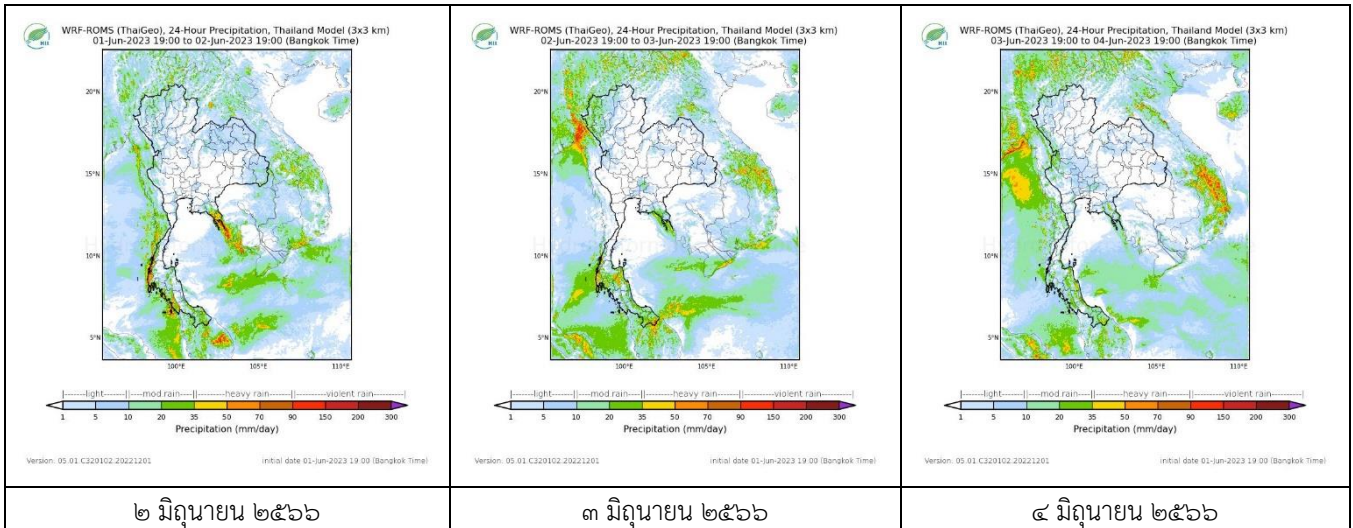 WRF-ROMS (ThaiGeo), 24-Hour Precipitation, Thailand Model (3x3 km)
01-Jun-2023 19:00 to 02-Jun-2023 19:00 (Bangkok Time)
HII
20°N
15°N
10°N
5°N
100°E 105°E 110°E
|------light------||---mod rain---||------heavy rain------||------violent rain------|
1 5 10 20 35 50 70 90 150 200 300
Precipitation (mm/day)
Version: 05.01.C320102.20221201 initial date 01-Jun-2023 19:00 (Bangkok Time)
๒ มิถุนายน ๒๕๖๖
WRF-ROMS (ThaiGeo), 24-Hour Precipitation, Thailand Model (3x3 km)
02-Jun-2023 19:00 to 03-Jun-2023 19:00 (Bangkok Time)
HII
20°N
15°N
10°N
5°N
100°E 105°E 110°E
|------light------||---mod rain---||------heavy rain------||------violent rain------|
1 5 10 20 35 50 70 90 150 200 300
Precipitation (mm/day)
Version: 05.01.C320102.20221201 initial date 01-Jun-2023 19:00 (Bangkok Time)
๓ มิถุนายน ๒๕๖๖
WRF-ROMS (ThaiGeo), 24-Hour Precipitation, Thailand Model (3x3 km)
03-Jun-2023 19:00 to 04-Jun-2023 19:00 (Bangkok Time)
HII
20°N
15°N
10°N
5°N
100°E 105°E 110°E
|------light------||---mod rain---||------heavy rain------||------violent rain------|
1 5 10 20 35 50 70 90 150 200 300
Precipitation (mm/day)
Version: 05.01.C320102.20221201 initial date 01-Jun-2023 19:00 (Bangkok Time)
๔ มิถุนายน ๒๕๖๖